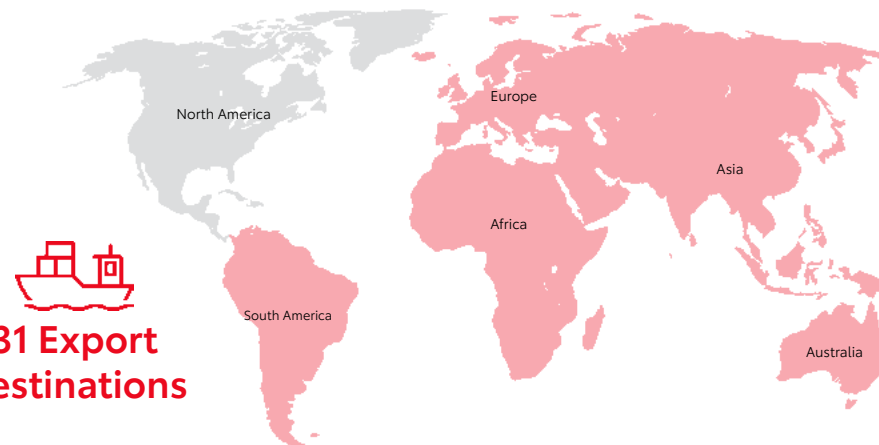 Europe
North America
Asia
Africa
South America
31 Export
estinations
Australia